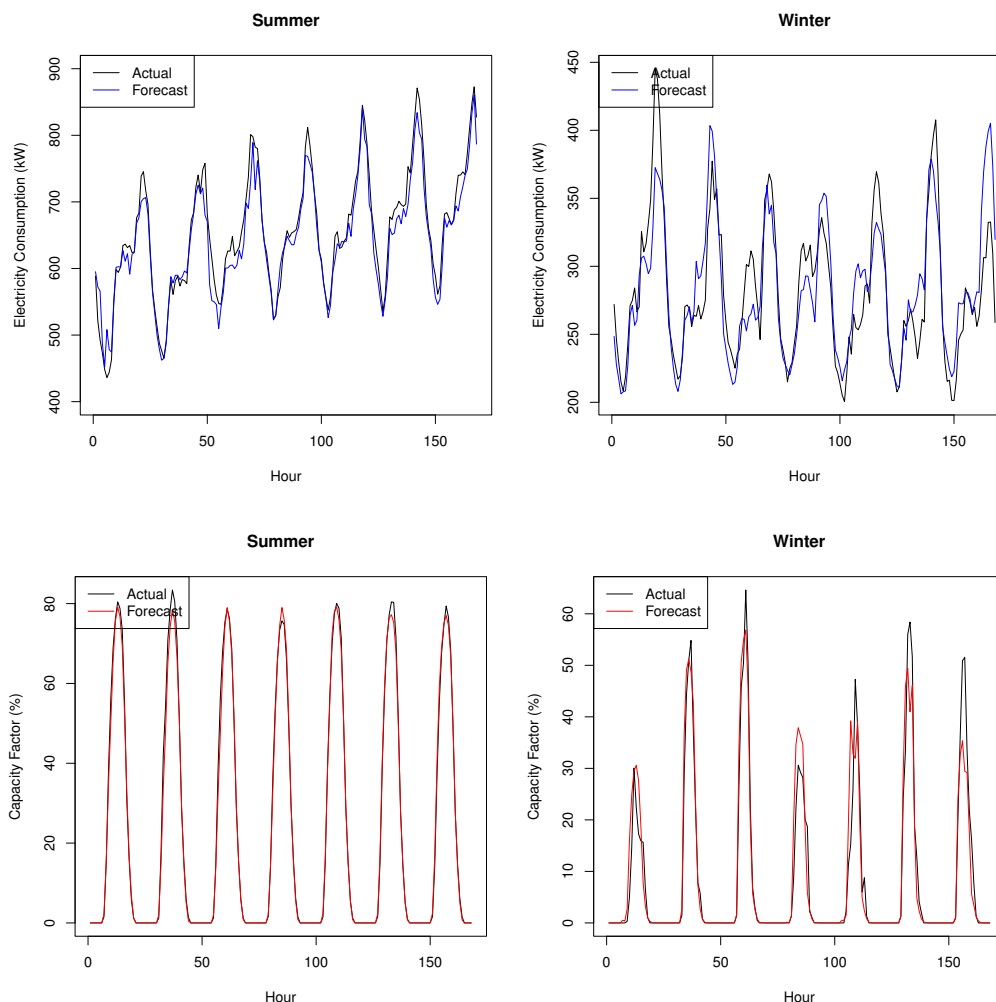 Summer
Electricity Consumption (kW)
900
800
700
600
500
400
Actual
Forecast
0 50 100 150
Hour
Winter
Electricity Consumption (kW)
450
400
350
300
250
200
Actual
Forecast
0 50 100 150
Hour
Summer
Capacity Factor (%)
80
60
40
20
0
Actual
Forecast
0 50 100 150
Hour
Winter
Capacity Factor (%)
60
50
40
30
20
10
0
Actual
Forecast
0 50 100 150
Hour